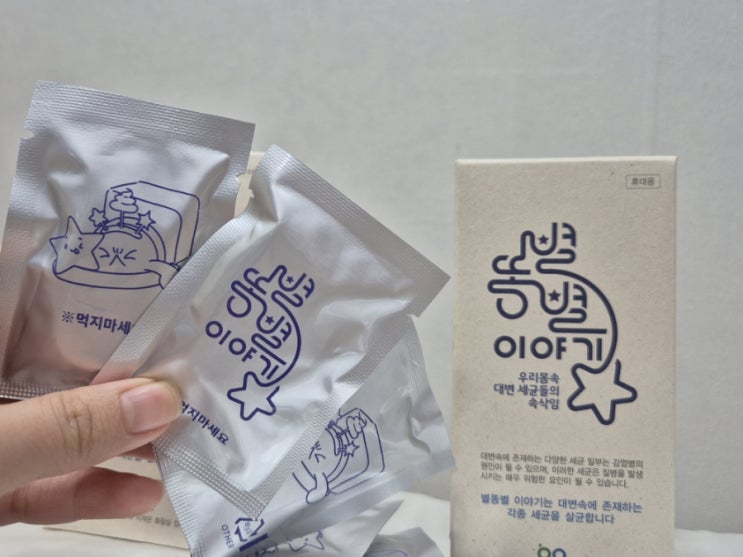 ※먹지마세요
별똥별
이야기
먹지마세요
OTHER
휴대용
별똥별
이야기
우리몸속
대변 세균들의
속삭임
대변속에 존재하는 다양한 세균 일부는 감염병의
원인이 될 수 있으며, 이러한 세균은 질병을 발생
시키는 매우 위험한 요인이 될 수 있습니다.
별똥별 이야기는 대변속에 존재하는
각종 세균을 살균합니다